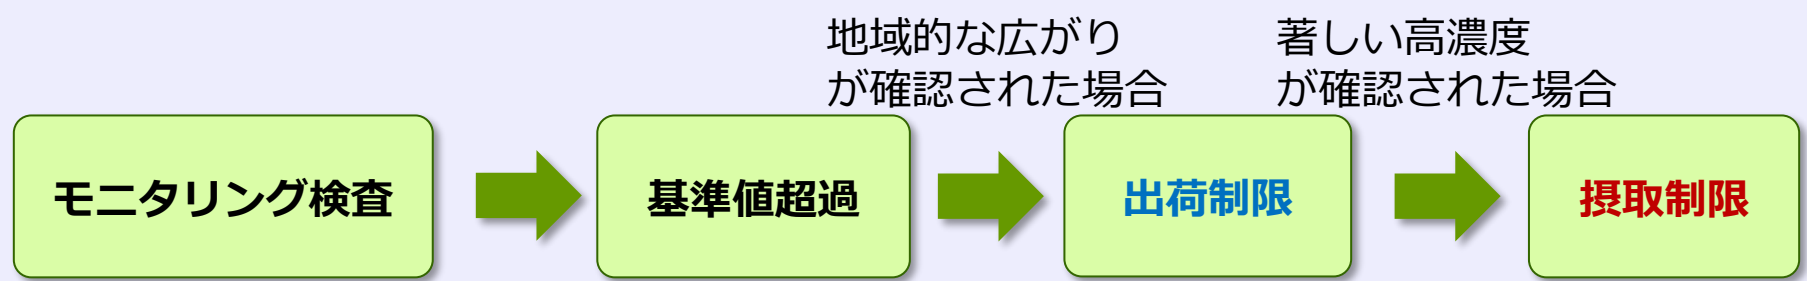 地域的な広がり
が確認された場合
著しい高濃度
が確認された場合
モニタリング検査
基準値超過
出荷制限
摂取制限